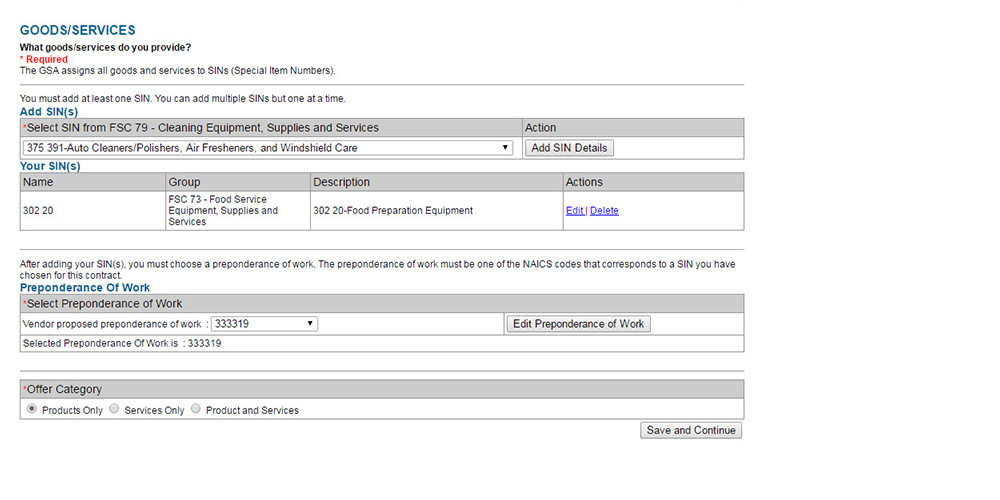 GOODS/SERVICES
What goods/services do you provide?
* Required
The GSA assigns all goods and services to SINs (Special Item Numbers).
You must add at least one SIN. You can add multiple SINs but one at a time.
Add SIN(s)
*Select SIN from FSC 79 - Cleaning Equipment, Supplies and Services Action
375 391-Auto Cleaners/Polishers, Air Fresheners, and Windshield Care Add SIN Details
Your SIN(s)
Name Group Description Actions
302 20 FSC 73 - Food Service Equipment, Supplies and Services 302 20-Food Preparation Equipment Edit | Delete
After adding your SIN(s), you must choose a preponderance of work. The preponderance of work must be one of the NAICS codes that corresponds to a SIN you have
chosen for this contract.
Preponderance Of Work
*Select Preponderance of Work
Vendor proposed preponderance of work : 333319 Edit Preponderance of Work
Selected Preponderance Of Work is : 333319
*Offer Category
Products Only Services Only Product and Services
Save and Continue